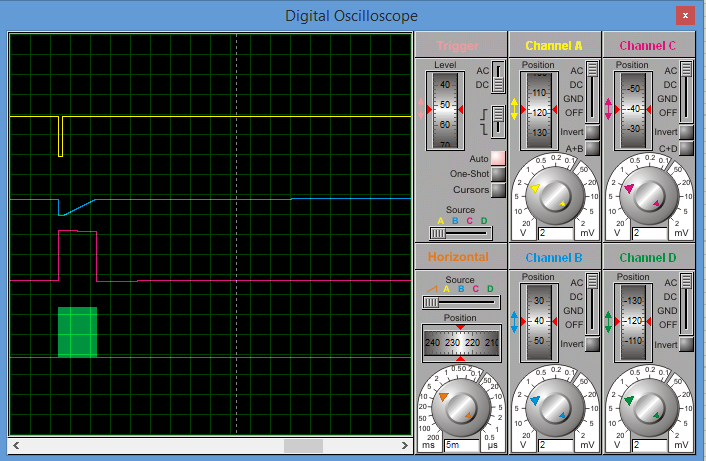 Digital Oscilloscope
x
Trigger
Level
AC
DC
40
50
60
70
Auto
One-Shot
Cursors
Source
A B C D
Channel A
Position
AC
DC
GND
OFF
Invert
A+B
110
120
130
0.5 0.2 0.1
1 50
2 20
5 10
10 5
20 2
V 2 mV
Channel C
Position
AC
DC
GND
OFF
Invert
C+D
-50
-40
-30
0.5 0.2 0.1
1 50
2 20
5 10
10 5
20 2
V 2 mV
Horizontal
Source
A B C D
Position
240 230 220 210
0.5 0.2 0.1
1 50
2 20
5 10
10 5
20 2
50 1
100 0.5
200
ms 5m µs
Channel B
Position
AC
DC
GND
OFF
Invert
30
40
50
0.5 0.2 0.1
1 50
2 20
5 10
10 5
20 2
V 2 mV
Channel D
Position
AC
DC
GND
OFF
Invert
-130
-120
-110
0.5 0.2 0.1
1 50
2 20
5 10
10 5
20 2
V 2 mV